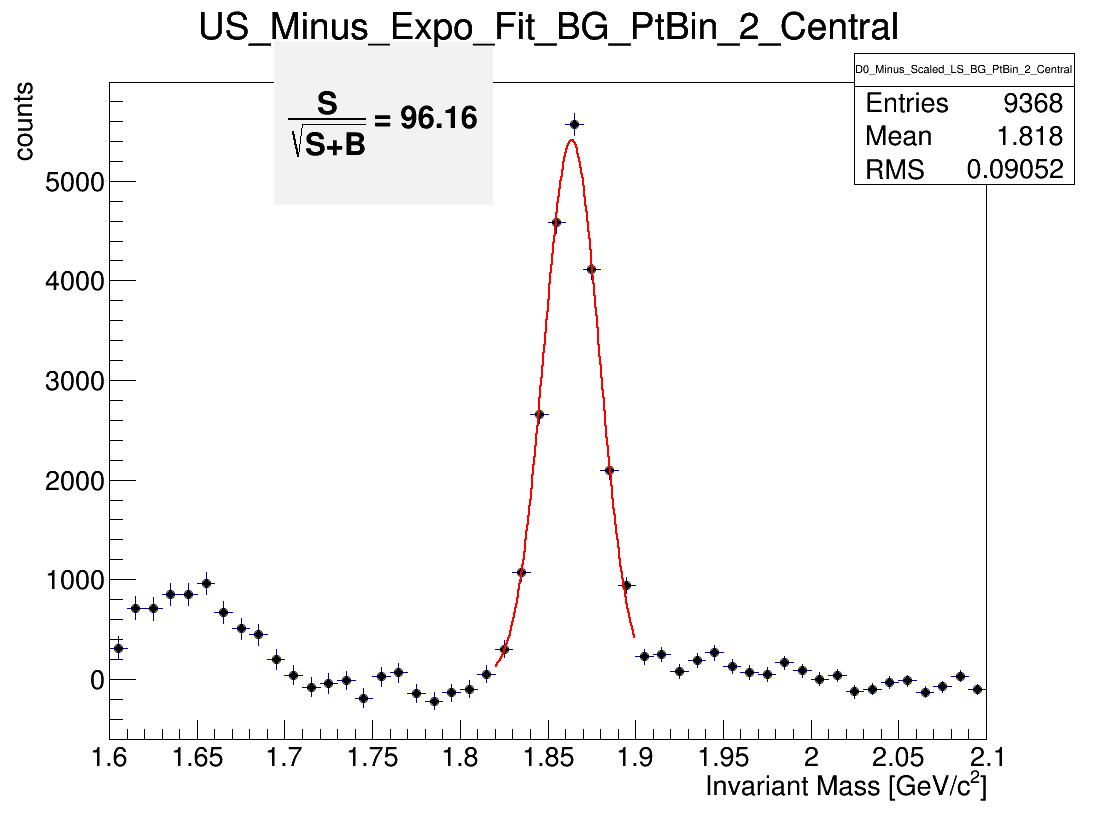 US_Minus_Expo_Fit_BG_PtBin_2_Central
D0_Minus_Scaled_LS_BG_PtBin_2_Central
Entries 9368
Mean 1.818
RMS 0.09052
S
√S+B = 96.16
counts
5000
4000
3000
2000
1000
0
1.6 1.65 1.7 1.75 1.8 1.85 1.9 1.95 2 2.05 2.1
Invariant Mass [GeV/c²]